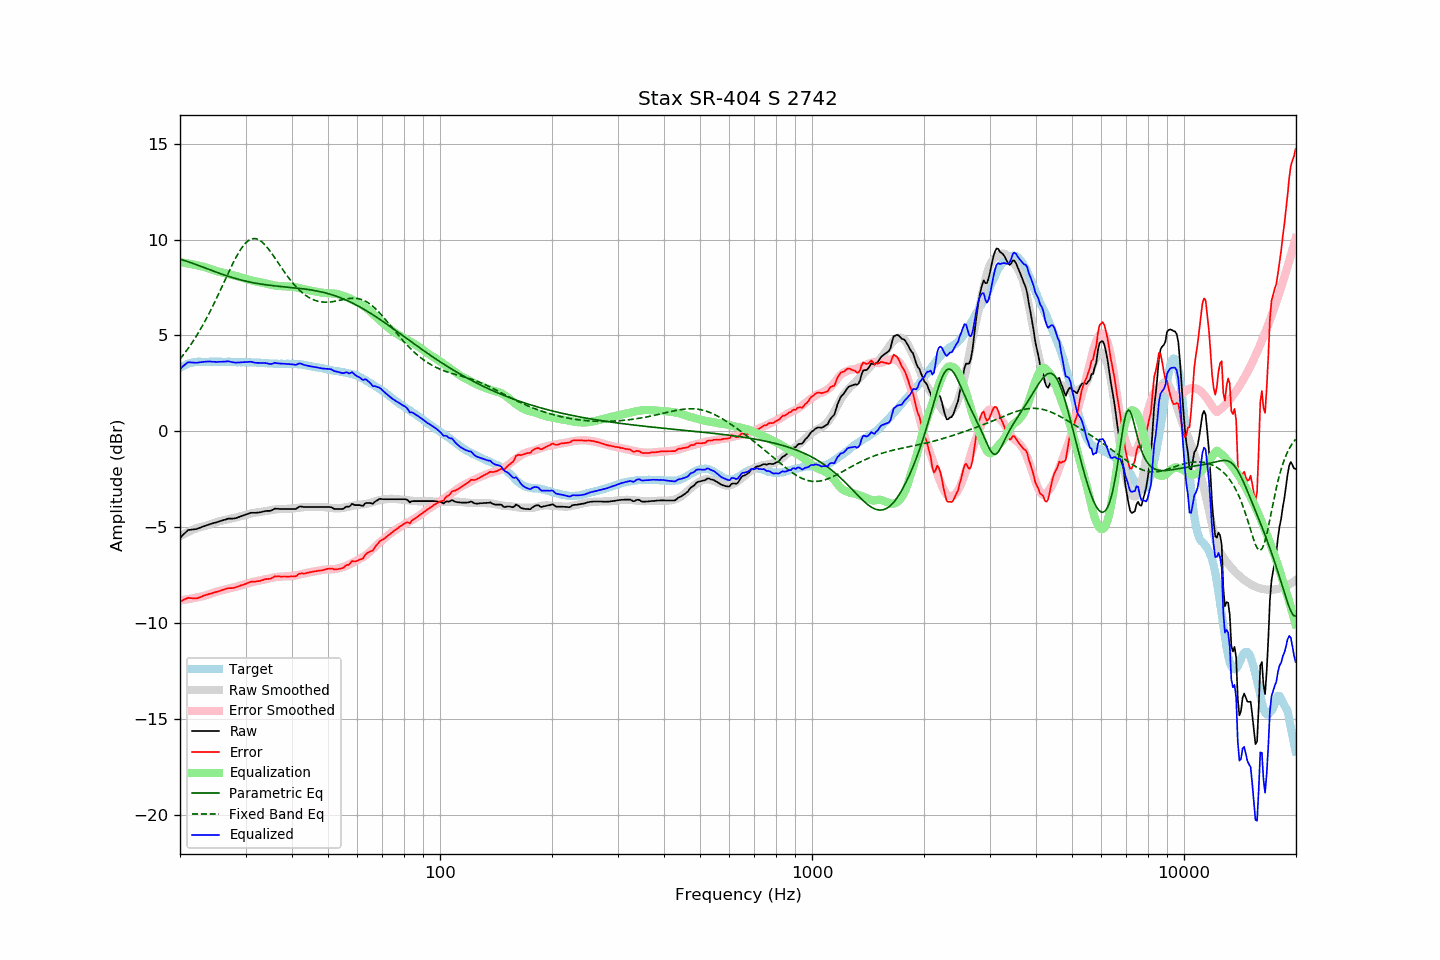 Stax SR-404 S 2742
Amplitude (dBr)
15
10
5
0
−5
−10
−15
−20
Target
Raw Smoothed
Error Smoothed
Raw
Error
Equalization
Parametric Eq
Fixed Band Eq
Equalized
100
1000
10000
Frequency (Hz)